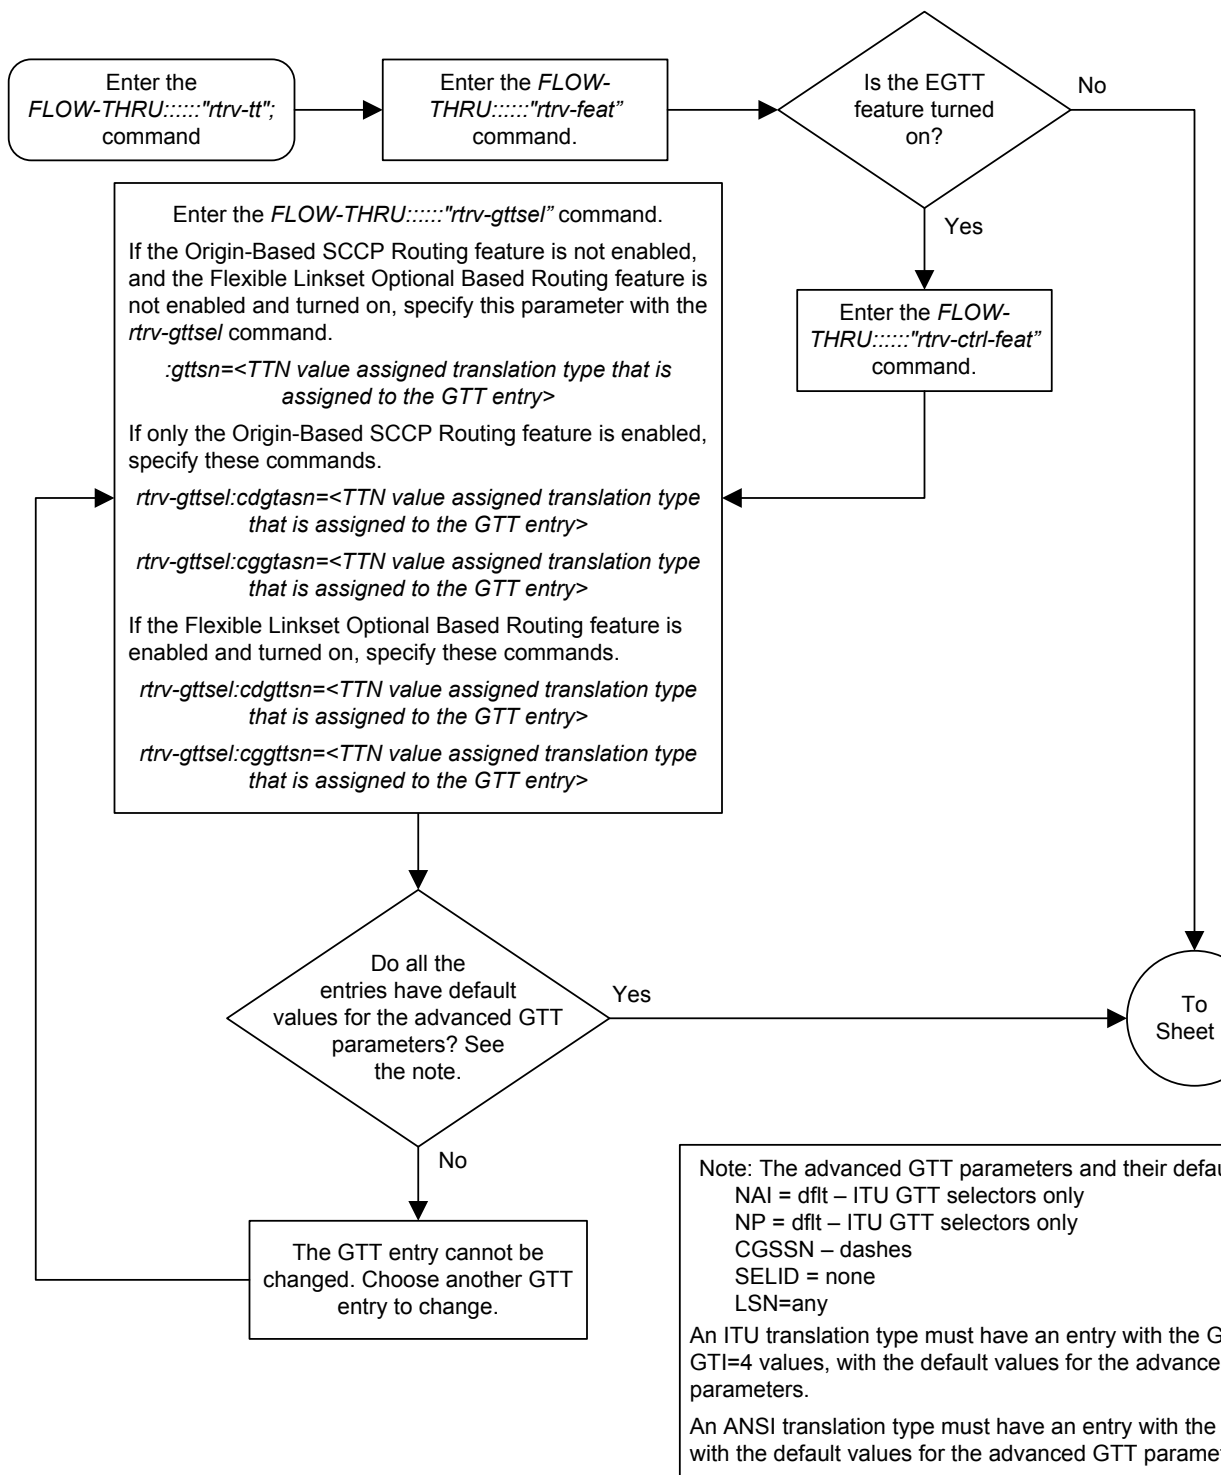 Enter the
FLOW-THRU::::::"rtrv-tt";
command
Enter the FLOW-
THRU::::::"rtrv-feat”
command.
Is the EGTT
feature turned
on?
No
Yes
Enter the FLOW-
THRU::::::"rtrv-ctrl-feat”
command.
Enter the FLOW-THRU::::::"rtrv-gttsel” command.
If the Origin-Based SCCP Routing feature is not enabled,
and the Flexible Linkset Optional Based Routing feature is
not enabled and turned on, specify this parameter with the
rtrv-gttsel command.
:gttsn=<TTN value assigned translation type that is
assigned to the GTT entry>
If only the Origin-Based SCCP Routing feature is enabled,
specify these commands.
rtrv-gttsel:cdgtasn=<TTN value assigned translation type
that is assigned to the GTT entry>
rtrv-gttsel:cggtasn=<TTN value assigned translation type
that is assigned to the GTT entry>
If the Flexible Linkset Optional Based Routing feature is
enabled and turned on, specify these commands.
rtrv-gttsel:cdgttsn=<TTN value assigned translation type
that is assigned to the GTT entry>
rtrv-gttsel:cggttsn=<TTN value assigned translation type
that is assigned to the GTT entry>
Do all the
entries have default
values for the advanced GTT
parameters? See
the note.
Yes
To
Sheet
No
The GTT entry cannot be
changed. Choose another GTT
entry to change.
Note: The advanced GTT parameters and their
NAI = dflt – ITU GTT selectors only
NP = dflt – ITU GTT selectors only
CGSSN – dashes
SELID = none
LSN=any
An ITU translation type must have an entry with the
GTI=4 values, with the default values for the
parameters.
An ANSI translation type must have an entry with the
with the default values for the advanced GTT